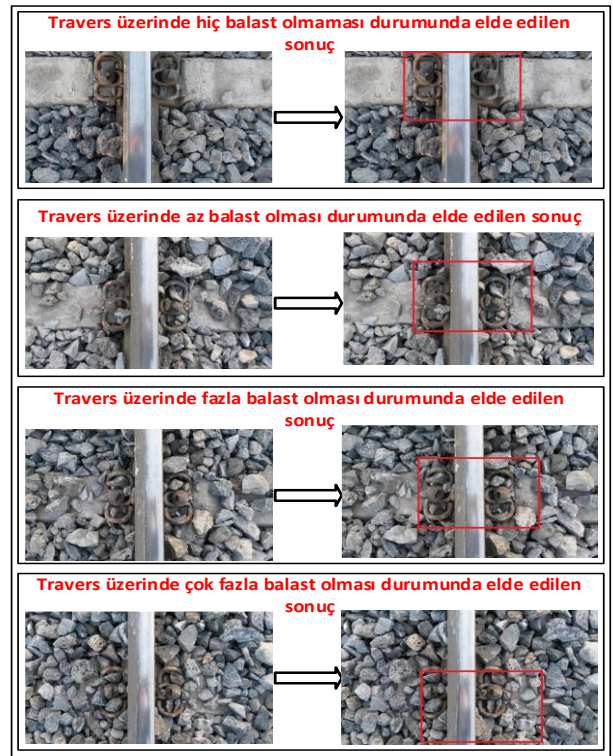 Travers üzerinde hiç balast olmaması durumunda elde edilen
sonuç
Travers üzerinde az balast olması durumunda elde edilen sonuç
Travers üzerinde fazla balast olması durumunda elde edilen
sonuç
Travers üzerinde çok fazla balast olması durumunda elde edilen
sonuç